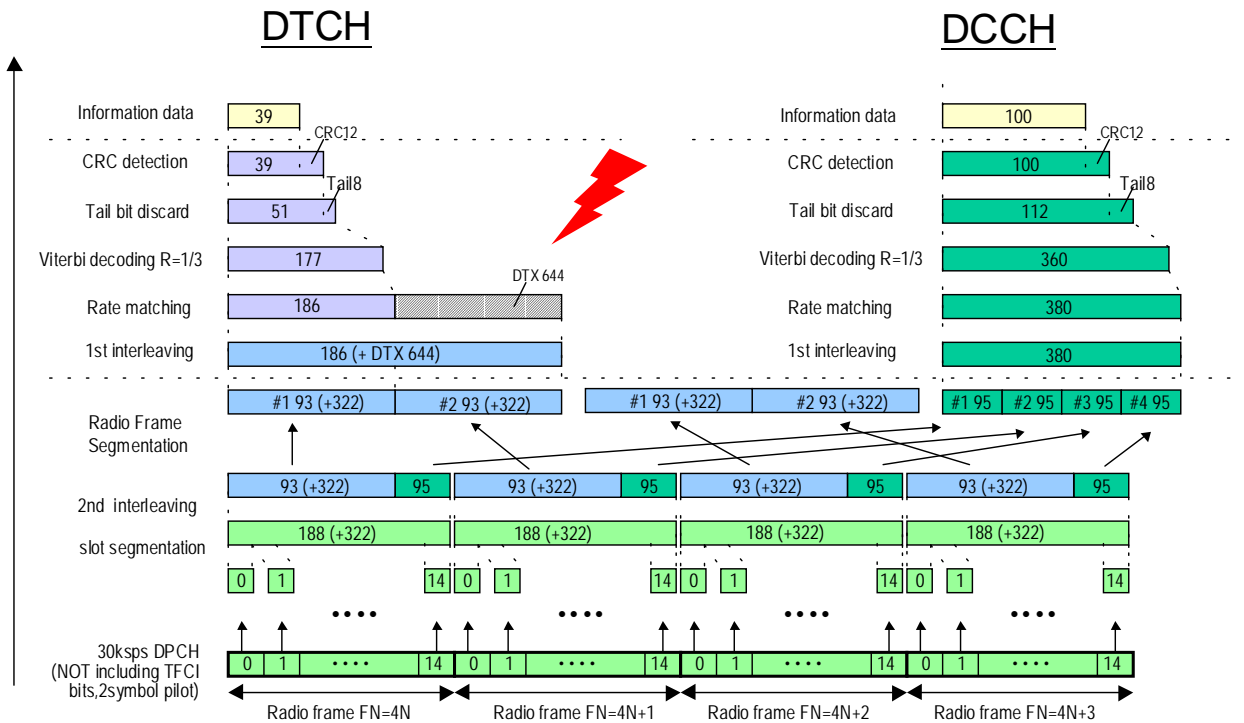 DTCH
DCCH
Information data
39
Information data
100
CRC12
CRC12
CRC detection
39
CRC detection
100
Tail8
Tail8
Tail bit discard
51
Tail bit discard
112
Viterbi decoding R=1/3
177
Viterbi decoding R=1/3
360
DTX 644
Rate matching
186
Rate matching
380
1st interleaving
186 (+ DTX 644)
1st interleaving
380
Radio Frame
Segmentation
#1 93 (+322)
#2 93 (+322)
#1 93 (+322)
#2 93 (+322)
#1 95
#2 95
#3 95
#4 95
2nd interleaving
93 (+322)
95
93 (+322)
95
93 (+322)
95
93 (+322)
95
slot segmentation
188 (+322)
188 (+322)
188 (+322)
188 (+322)
0
1
14
0
1
14
0
1
14
0
1
14
• • • •
• • • •
• • • •
• • • •
30ksps DPCH
(NOT including TFCI
bits,2symbol pilot)
0
1
• • • •
14
0
1
• • • •
14
0
1
• • • •
14
0
1
• • • •
14
Radio frame FN=4N
Radio frame FN=4N+1
Radio frame FN=4N+2
Radio frame FN=4N+3